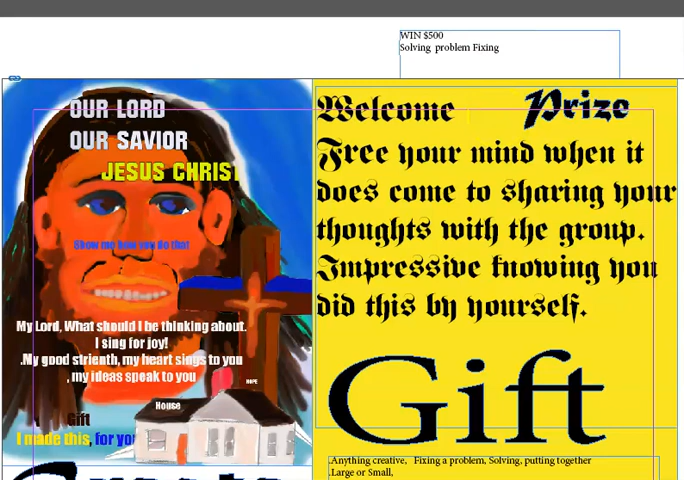 WIN $500
Solving  problem Fixing
OUR LORD
OUR SAVIOR
JESUS CHRIST
Show me how you do that
My Lord, What should I be thinking about.
I sing for joy!
.My good strienth, my heart sings to you
, my ideas speak to you
HOPE
House
Gift
I made this, for you
Welcome
Prize
Free your mind when it
does come to sharing your
thoughts with the group.
Impressive knowing you
did this by yourself.
Gift
Anything creative,   Fixing a problem, Solving, putting together
.Large or Small,